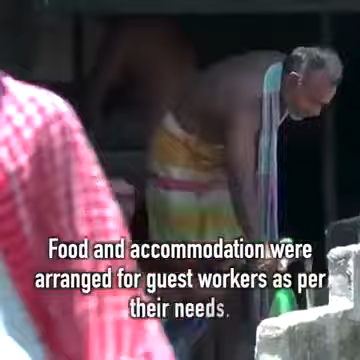 Food and accommodation were
arranged for guest workers as per
their needs.